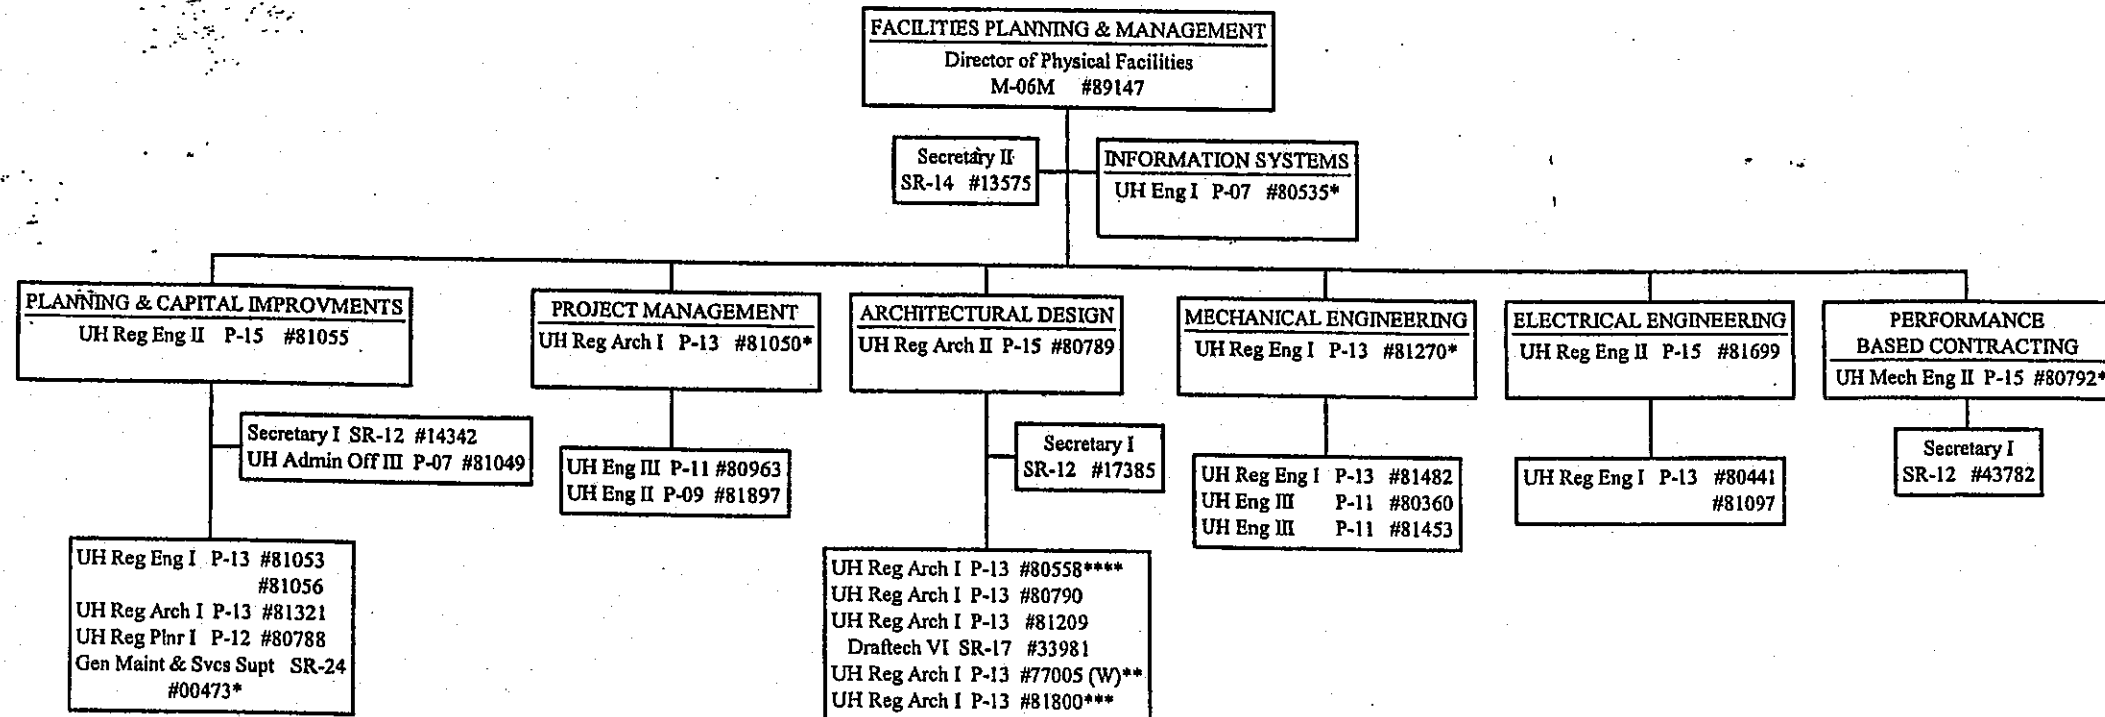 FACILITIES PLANNING & MANAGEMENT
Director of Physical Facilities
M-06M #89147
Secretary II
SR-14 #13575
INFORMATION SYSTEMS
UH Eng I P-07 #80535*
PLANNING & CAPITAL IMPROVMENTS
UH Reg Eng II P-15 #81055
PROJECT MANAGEMENT
UH Reg Arch I P-13 #81050*
ARCHITECTURAL DESIGN
UH Reg Arch II P-15 #80789
MECHANICAL ENGINEERING
UH Reg Eng I P-13 #81270*
ELECTRICAL ENGINEERING
UH Reg Eng II P-15 #81699
PERFORMANCE
BASED CONTRACTING
UH Mech Eng II P-15 #80792*
Secretary I SR-12 #14342
UH Admin Off III P-07 #81049
UH Eng III P-11 #80963
UH Eng II P-09 #81897
Secretary I
SR-12 #17385
UH Reg Eng I P-13 #81482
UH Eng III P-11 #80360
UH Eng III P-11 #81453
UH Reg Eng I P-13 #80441
#81097
Secretary I
SR-12 #43782
UH Reg Eng I P-13 #81053
#81056
UH Reg Arch I P-13 #81321
UH Reg Plnr I P-12 #80788
Gen Maint & Svcs Supt SR-24
#00473*
UH Reg Arch I P-13 #80558****
UH Reg Arch I P-13 #80790
UH Reg Arch I P-13 #81209
Draftech VI SR-17 #33981
UH Reg Arch I P-13 #77005 (W)**
UH Reg Arch I P-13 #81800***